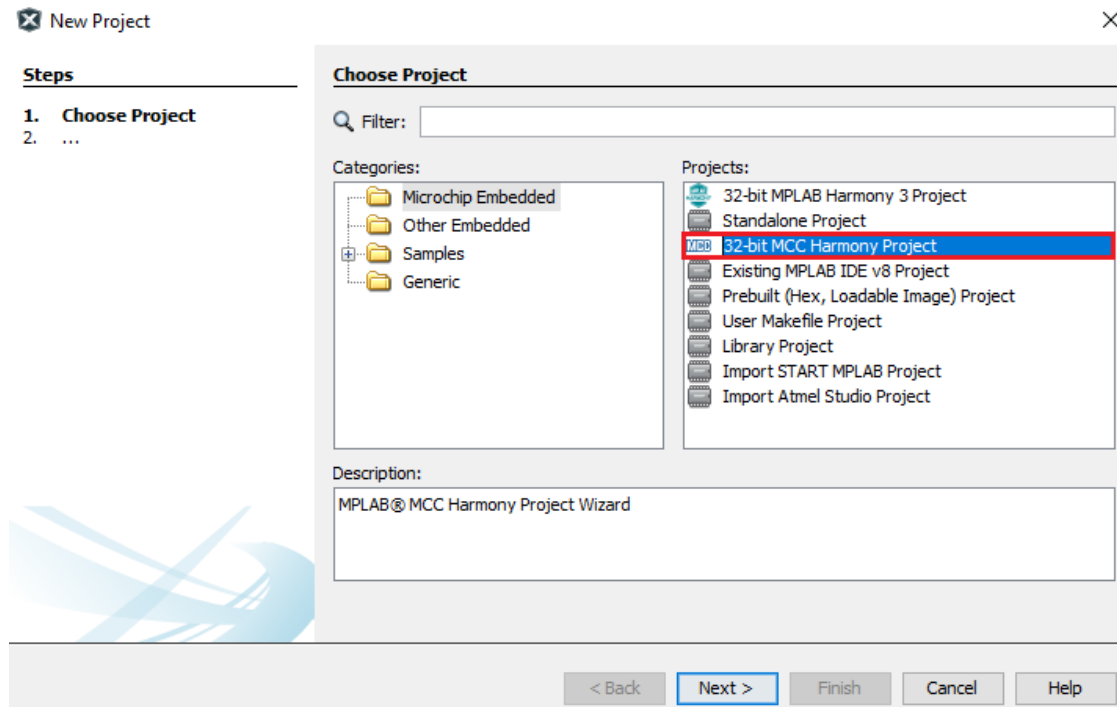 New Project
Steps
1. Choose Project
2. ...
Choose Project
Filter:
Categories:
Microchip Embedded
Other Embedded
Samples
Generic
Projects:
32-bit MPLAB Harmony 3 Project
Standalone Project
MCC 32-bit MCC Harmony Project
Existing MPLAB IDE v8 Project
Prebuilt (Hex, Loadable Image) Project
User Makefile Project
Library Project
Import START MPLAB Project
Import Atmel Studio Project
Description:
MPLAB® MCC Harmony Project Wizard
< Back Next > Finish Cancel Help